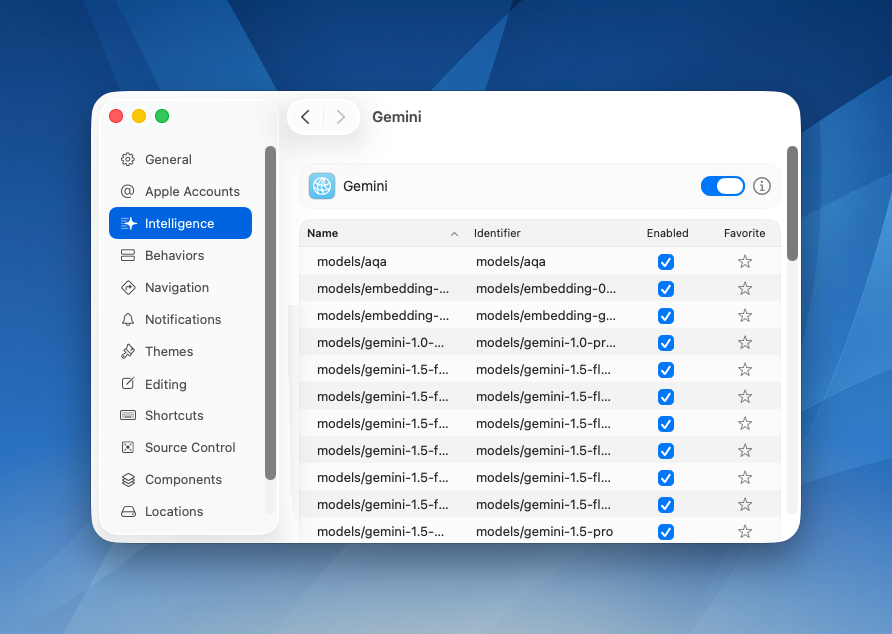 Gemini
General
Apple Accounts
Intelligence
Behaviors
Navigation
Notifications
Themes
Editing
Shortcuts
Source Control
Components
Locations
Gemini
Name Identifier Enabled Favorite
models/aqa models/aqa
models/embedding-... models/embedding-0...
models/embedding-... models/embedding-g...
models/gemini-1.0-... models/gemini-1.0-pr...
models/gemini-1.5-f... models/gemini-1.5-fl...
models/gemini-1.5-f... models/gemini-1.5-fl...
models/gemini-1.5-f... models/gemini-1.5-fl...
models/gemini-1.5-f... models/gemini-1.5-fl...
models/gemini-1.5-f... models/gemini-1.5-fl...
models/gemini-1.5-f... models/gemini-1.5-fl...
models/gemini-1.5-... models/gemini-1.5-pro